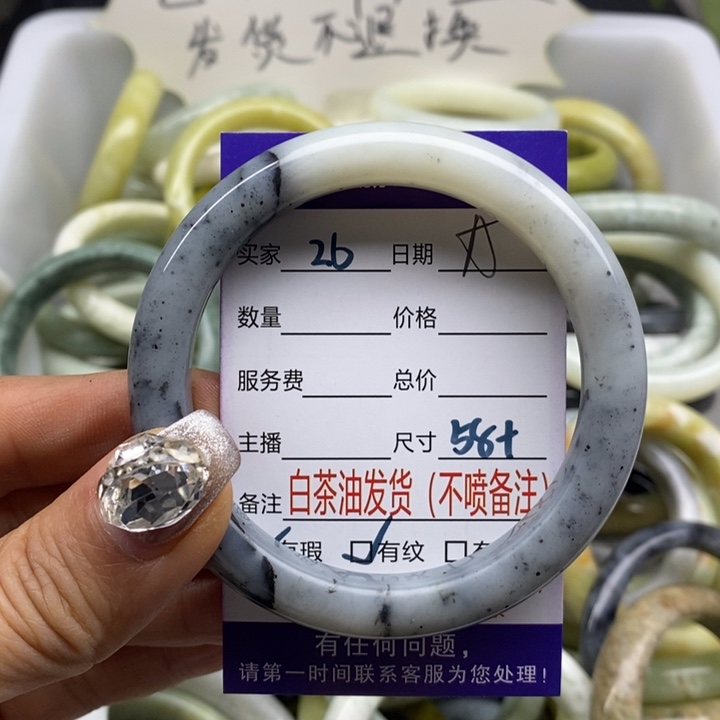 发货不退换
买家 26 日期
数量 价格
服务费 总价
主播 尺寸 56+
备注 白茶油发货（不喷备注）
有瑕 ☐有纹 ☐
有任何问题，
请第一时间联系客服为您处理！